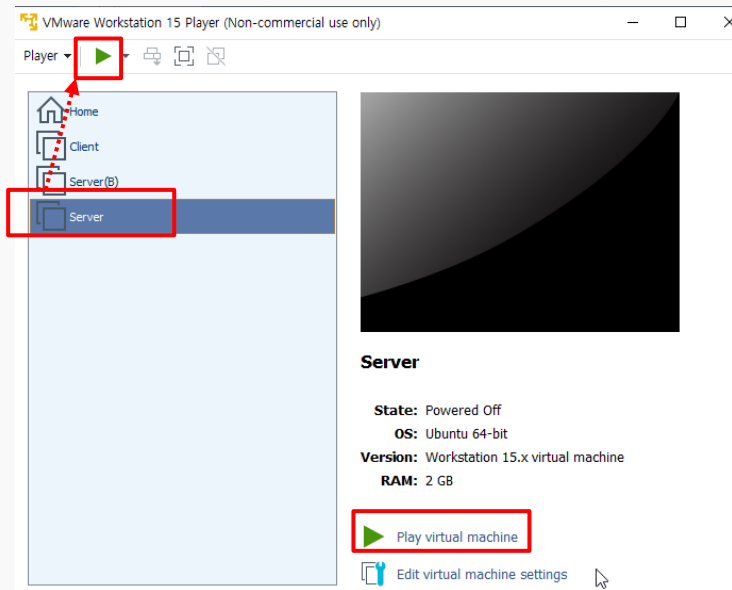 VMware Workstation 15 Player (Non-commercial use only)
Player
Home
Client
Server(B)
Server
Server
State: Powered Off
OS: Ubuntu 64-bit
Version: Workstation 15.x virtual machine
RAM: 2 GB
Play virtual machine
Edit virtual machine settings